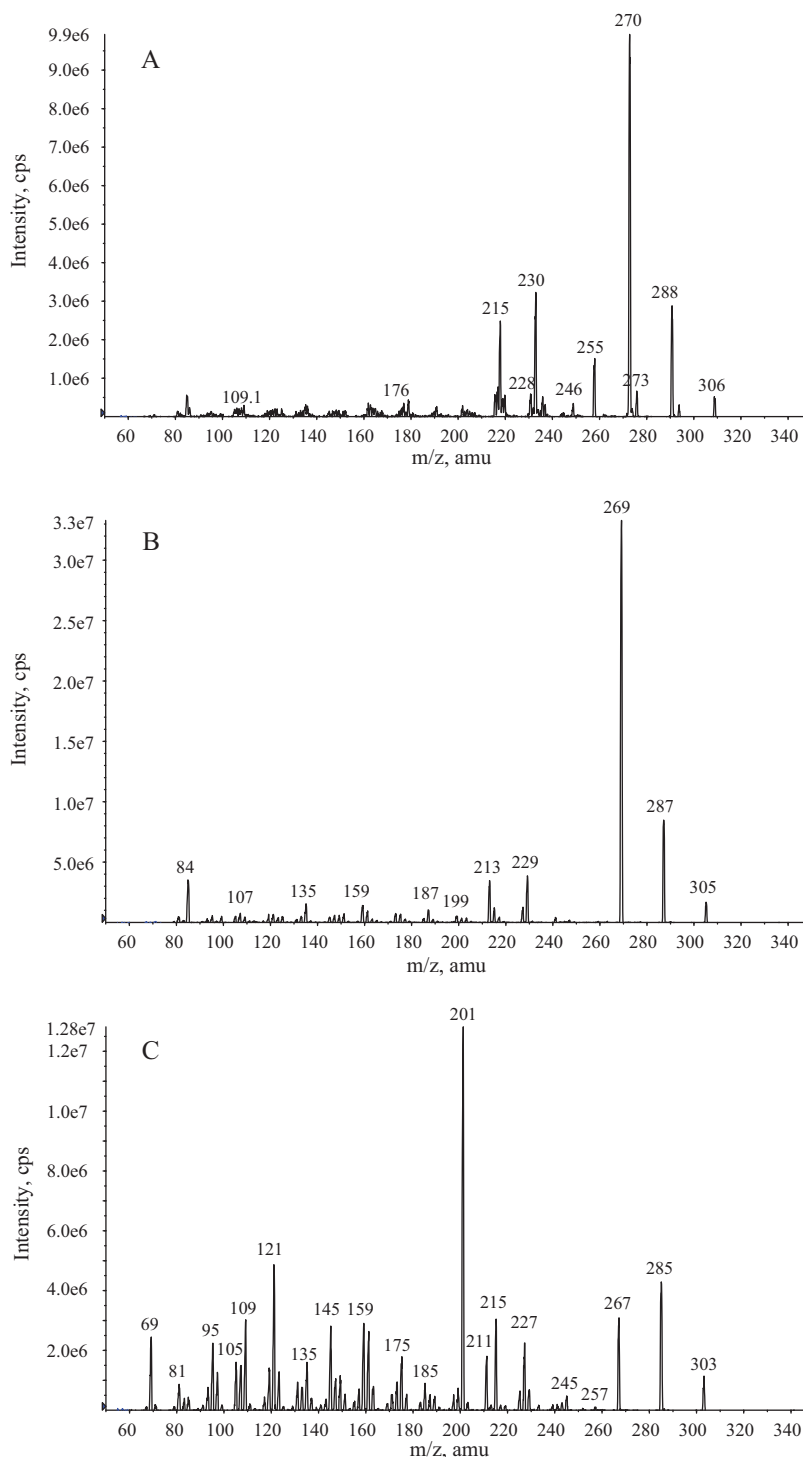 A
Intensity, cps
9.9e6
9.0e6
8.0e6
7.0e6
6.0e6
5.0e6
4.0e6
3.0e6
2.0e6
1.0e6
109.1
176
215
228
230
246
255
270
273
288
306
60 80 100 120 140 160 180 200 220 240 260 280 300 320 340
m/z, amu
B
Intensity, cps
3.3e7
3.0e7
2.5e7
2.0e7
1.5e7
1.0e7
5.0e6
84
107
135
159
187
199
213
229
269
287
305
60 80 100 120 140 160 180 200 220 240 260 280 300 320 340
m/z, amu
C
Intensity, cps
1.28e7
1.2e7
1.0e7
8.0e6
6.0e6
4.0e6
2.0e6
69
81
95
105
109
121
135
145
159
175
185
201
211
215
227
245
257
267
285
303
60 80 100 120 140 160 180 200 220 240 260 280 300 320 340
m/z, amu